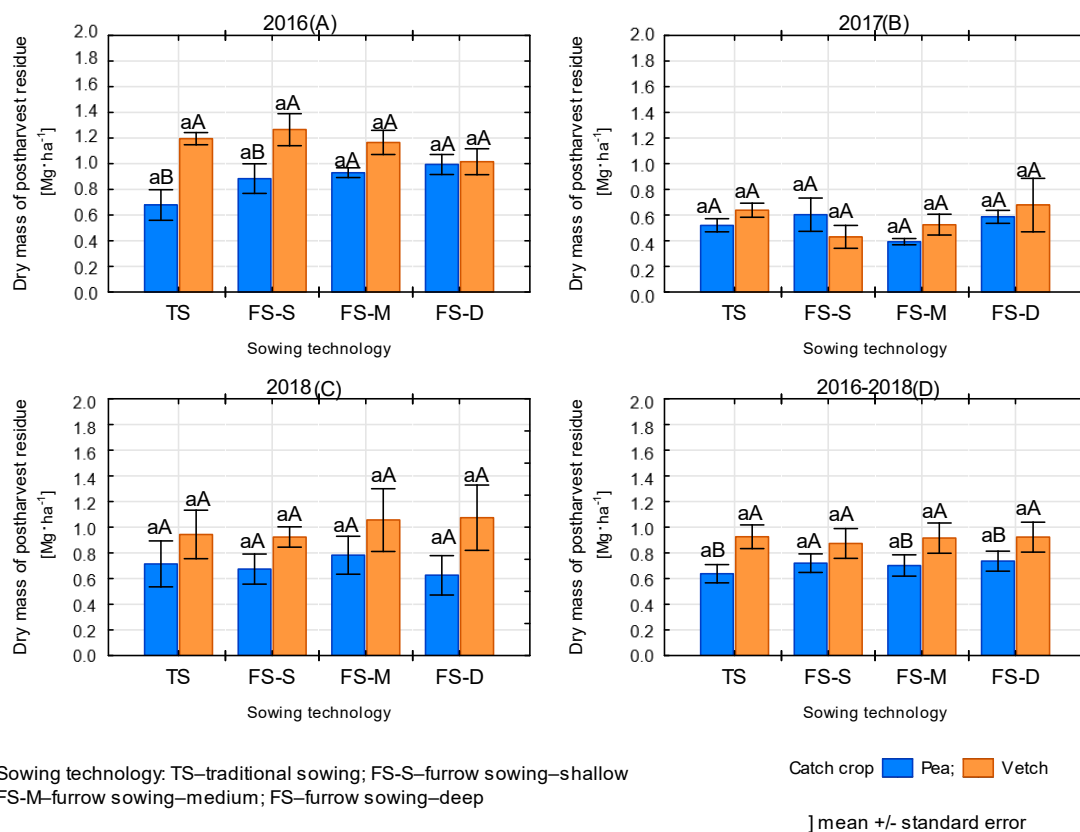 2016(A)
Dry mass of postharvest residue
[Mg·ha-1]
2.0
1.8
1.6
1.4
1.2
1.0
0.8
0.6
0.4
0.2
0.0
aB aA aB aA aA aA aA aA
TS FS-S FS-M FS-D
Sowing technology
2017(B)
Dry mass of postharvest residue
[Mg·ha-1]
2.0
1.8
1.6
1.4
1.2
1.0
0.8
0.6
0.4
0.2
0.0
aA aA aA aA aA aA aA aA
TS FS-S FS-M FS-D
Sowing technology
2018(C)
Dry mass of postharvest residue
[Mg·ha-1]
2.0
1.8
1.6
1.4
1.2
1.0
0.8
0.6
0.4
0.2
0.0
aA aA aA aA aA aA aA aA
TS FS-S FS-M FS-D
Sowing technology
2016-2018(D)
Dry mass of postharvest residue
[Mg·ha-1]
2.0
1.8
1.6
1.4
1.2
1.0
0.8
0.6
0.4
0.2
0.0
aB aA aA aA aB aA aB aA
TS FS-S FS-M FS-D
Sowing technology
Sowing technology: TS–traditional sowing; FS-S–furrow sowing–shallow
FS-M–furrow sowing–medium; FS–furrow sowing–deep
Catch crop Pea; Vetch
] mean +/- standard error